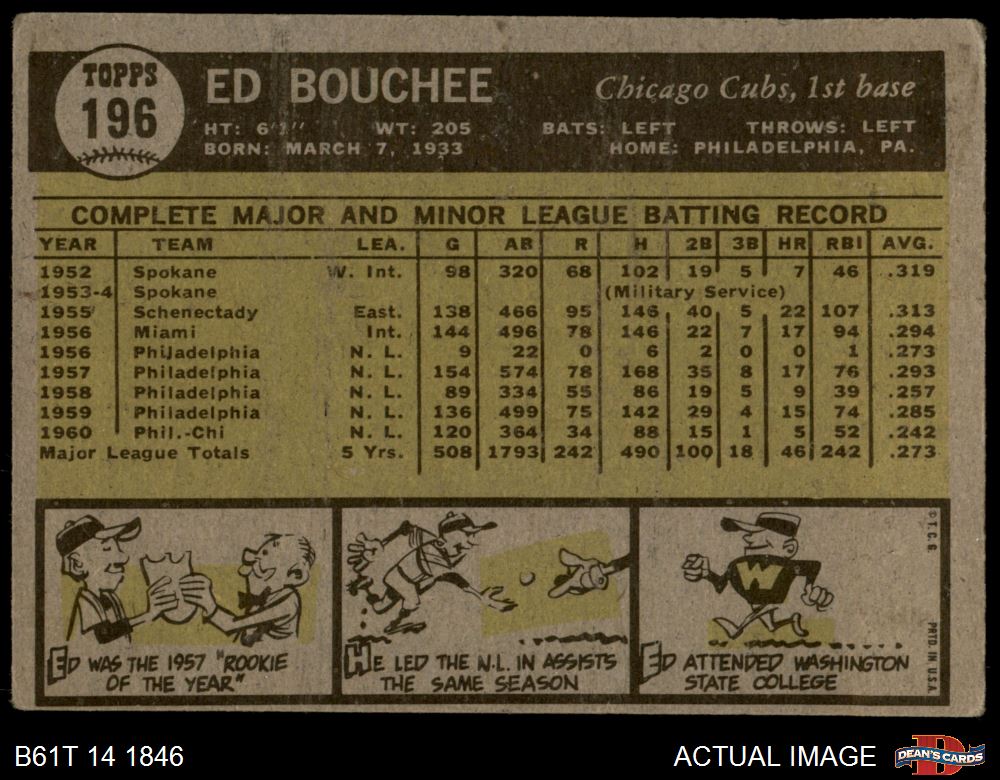 TOPPS
196
ED BOUCHEE Chicago Cubs, 1st base
HT: 6'1" WT: 205 BATS: LEFT THROWS: LEFT
BORN: MARCH 7, 1933 HOME: PHILADELPHIA, PA.
COMPLETE MAJOR AND MINOR LEAGUE BATTING RECORD
YEAR TEAM LEA. G AB R H 2B 3B HR RBI AVG.
1952 Spokane W. Int. 98 320 68 102 19 5 7 46 .319
1953-4 Spokane (Military Service)
1955 Schenectady East. 138 466 95 146 40 5 22 107 .313
1956 Miami Int. 144 496 78 146 22 7 17 94 .294
1956 Philadelphia N. L. 9 22 0 6 2 0 0 1 .273
1957 Philadelphia N. L. 154 574 78 168 35 8 17 76 .293
1958 Philadelphia N. L. 89 334 55 86 19 5 9 39 .257
1959 Philadelphia N. L. 136 499 75 142 29 4 15 74 .285
1960 Phil.-Chi N. L. 120 364 34 88 15 1 5 52 .242
Major League Totals 5 Yrs. 508 1793 242 490 100 18 46 242 .273
ED WAS THE 1957 "ROOKIE
OF THE YEAR"
HE LED THE N.L. IN ASSISTS
THE SAME SEASON
W
ED ATTENDED WASHINGTON
STATE COLLEGE
© T. C. G
PRTD. IN U.S.A.
B61T 14 1846
ACTUAL IMAGE
D
DEAN'S CARDS